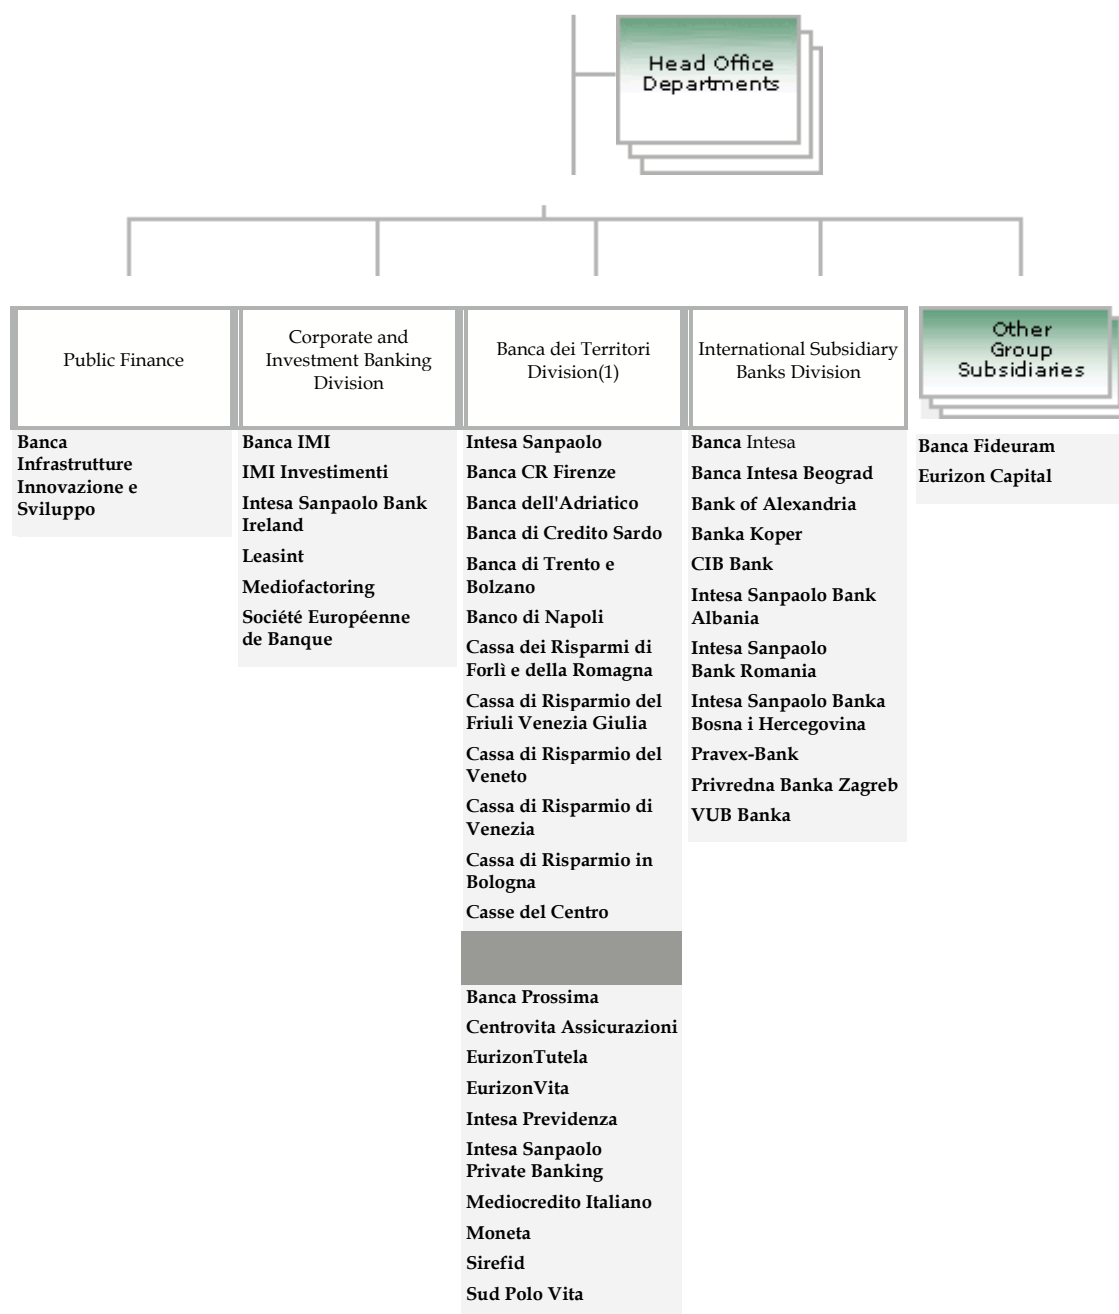 Head Office
Departments
Public Finance
Corporate and
Investment Banking
Division
Banca dei Territori
Division(1)
International Subsidiary
Banks Division
Other
Group
Subsidiaries
Banca
Infrastrutture
Innovazione e
Sviluppo
Banca IMI
IMI Investimenti
Intesa Sanpaolo Bank
Ireland
Leasint
Mediofactoring
Société Européenne
de Banque
Intesa Sanpaolo
Banca CR Firenze
Banca dell'Adriatico
Banca di Credito Sardo
Banca di Trento e
Bolzano
Banco di Napoli
Cassa dei Risparmi di
Forlì e della Romagna
Cassa di Risparmio del
Friuli Venezia Giulia
Cassa di Risparmio del
Veneto
Cassa di Risparmio di
Venezia
Cassa di Risparmio in
Bologna
Casse del Centro
Banca Prossima
Centrovita Assicurazioni
EurizonTutela
EurizonVita
Intesa Previdenza
Intesa Sanpaolo
Private Banking
Mediocredito Italiano
Moneta
Sirefid
Sud Polo Vita
Banca Intesa
Banca Intesa Beograd
Bank of Alexandria
Banka Koper
CIB Bank
Intesa Sanpaolo Bank
Albania
Intesa Sanpaolo
Bank Romania
Intesa Sanpaolo Banka
Bosna i Hercegovina
Pravex-Bank
Privredna Banka Zagreb
VUB Banka
Banca Fideuram
Eurizon Capital